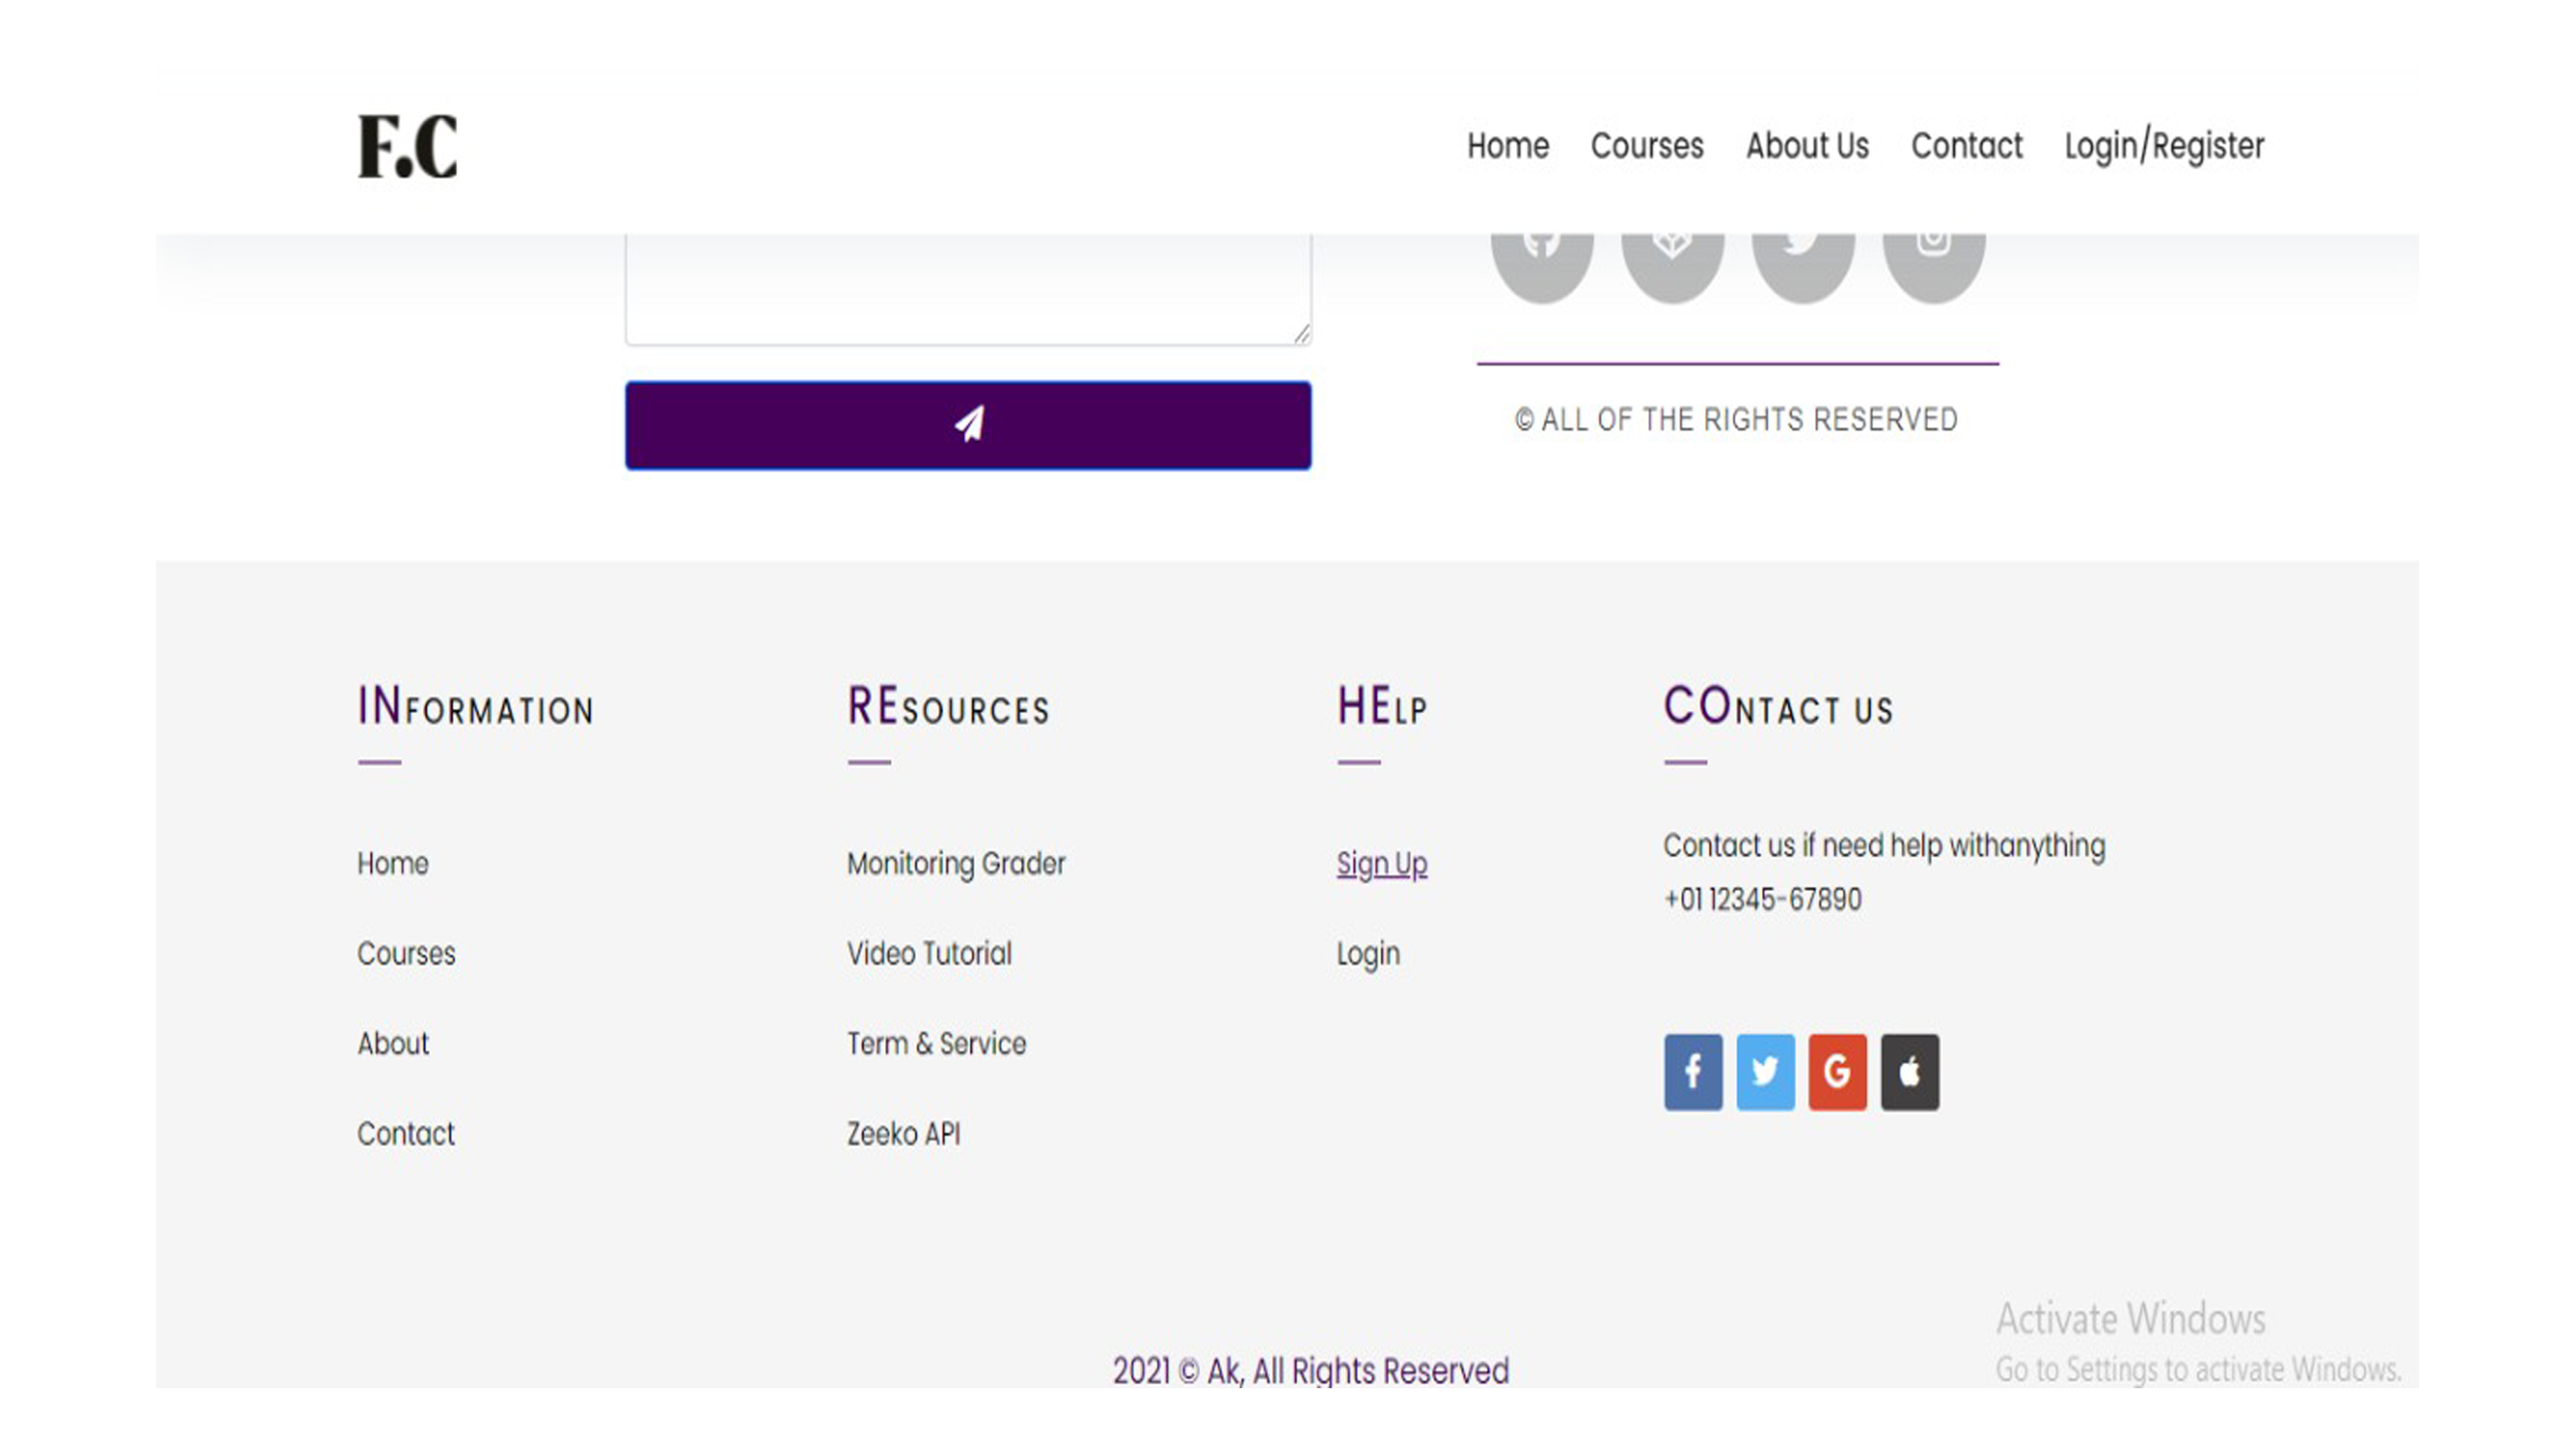 F.C
Home Courses About Us Contact Login/Register
© ALL OF THE RIGHTS RESERVED
INFORMATION
Home
Courses
About
Contact
RESOURCES
Monitoring Grader
Video Tutorial
Term & Service
Zeeko API
HELP
Sign Up
Login
CONTACT US
Contact us if need help withanything
+01 12345-67890
2021 © Ak, All Rights Reserved
Activate Windows
Go to Settings to activate Windows.